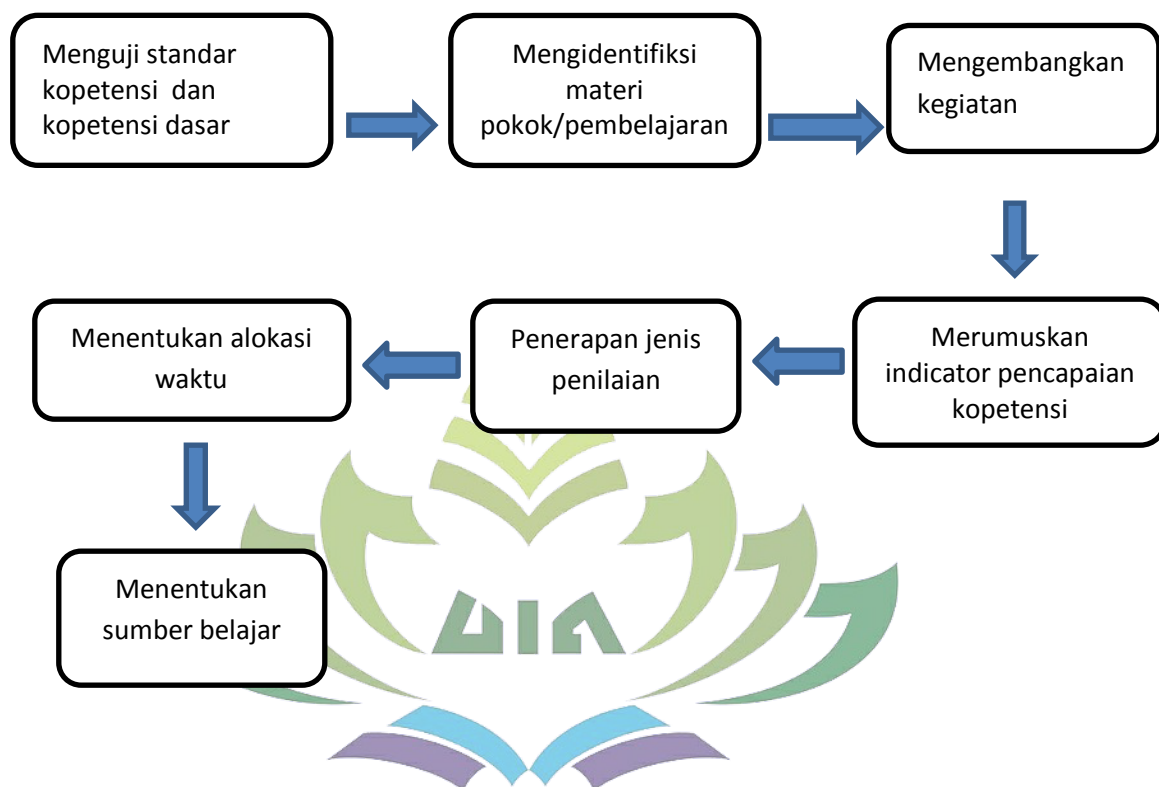 Menguji standar
kopetensi dan
kopetensi dasar
Mengidentifiksi
materi
pokok/pembelajaran
Mengembangkan
kegiatan
Merumuskan
indicator pencapaian
kopetensi
Penerapan jenis
penilaian
Menentukan alokasi
waktu
Menentukan
sumber belajar
UIN